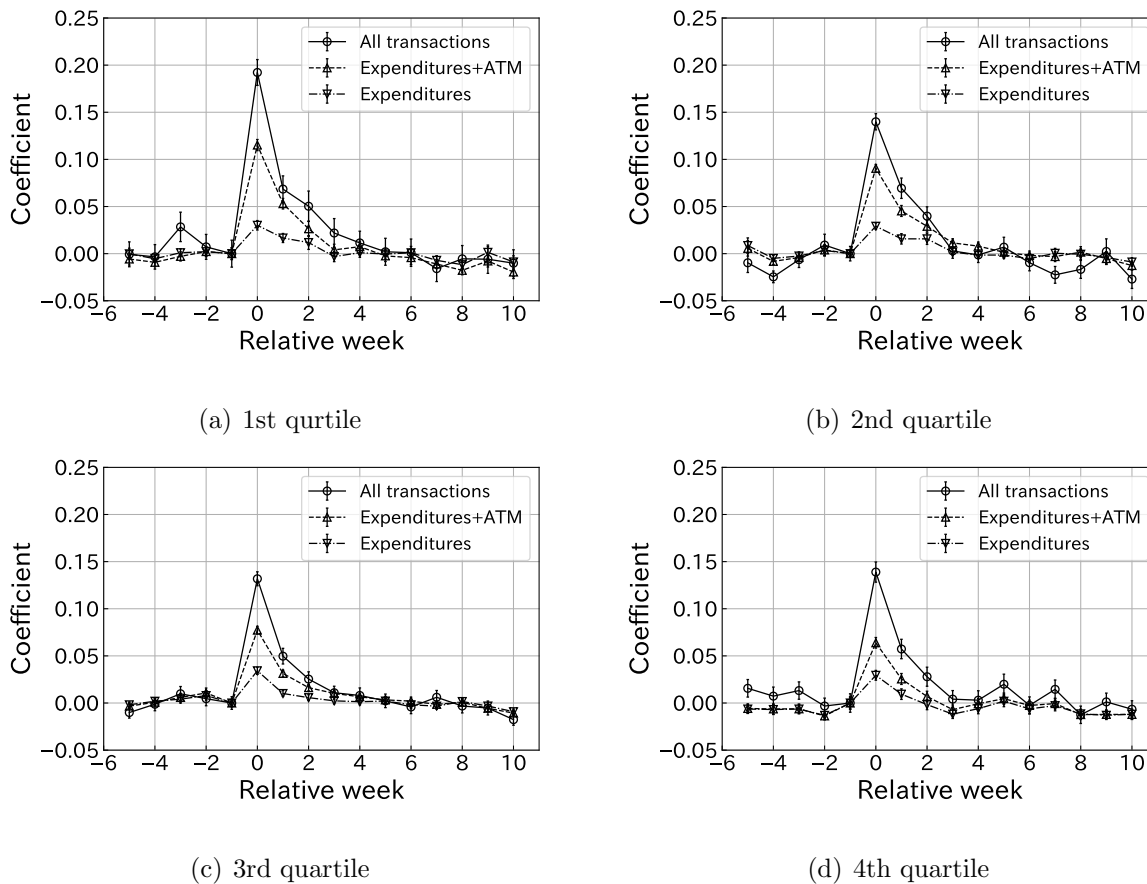 0.25
0.20
0.15
0.10
0.05
0.00
−0.05
Coefficient
−6 −4 −2 0 2 4 6 8 10
Relative week
All transactions
Expenditures+ATM
Expenditures
(a) 1st qurtile
0.25
0.20
0.15
0.10
0.05
0.00
−0.05
Coefficient
−6 −4 −2 0 2 4 6 8 10
Relative week
All transactions
Expenditures+ATM
Expenditures
(b) 2nd quartile
0.25
0.20
0.15
0.10
0.05
0.00
−0.05
Coefficient
−6 −4 −2 0 2 4 6 8 10
Relative week
All transactions
Expenditures+ATM
Expenditures
(c) 3rd quartile
0.25
0.20
0.15
0.10
0.05
0.00
−0.05
Coefficient
−6 −4 −2 0 2 4 6 8 10
Relative week
All transactions
Expenditures+ATM
Expenditures
(d) 4th quartile